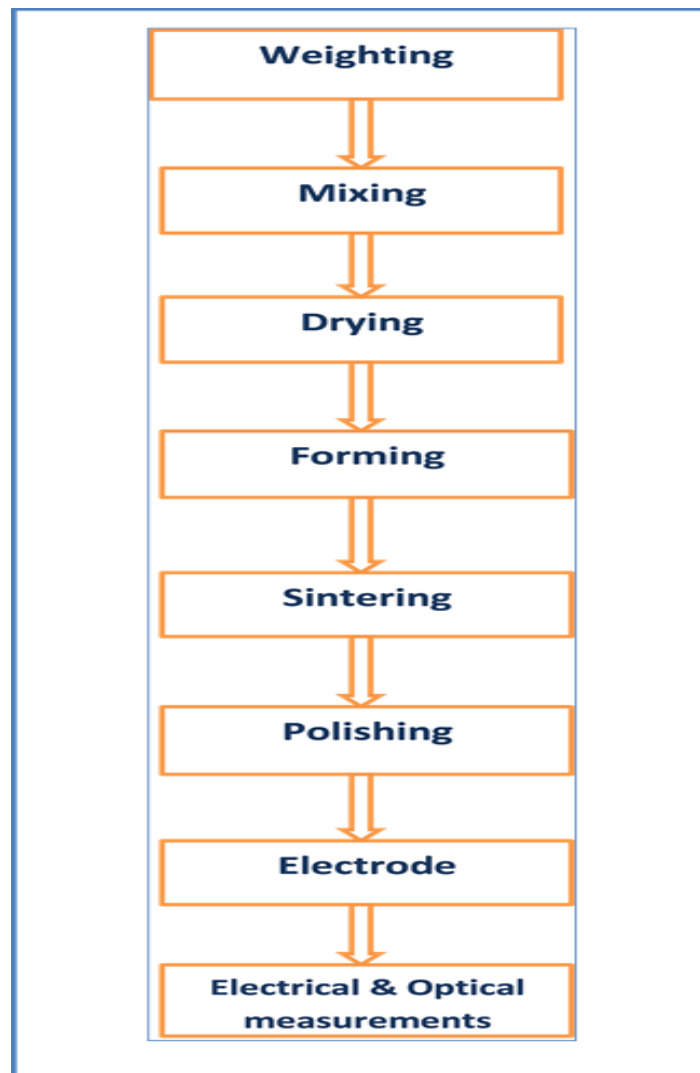 Weighting
Mixing
Drying
Forming
Sintering
Polishing
Electrode
Electrical & Optical
measurements